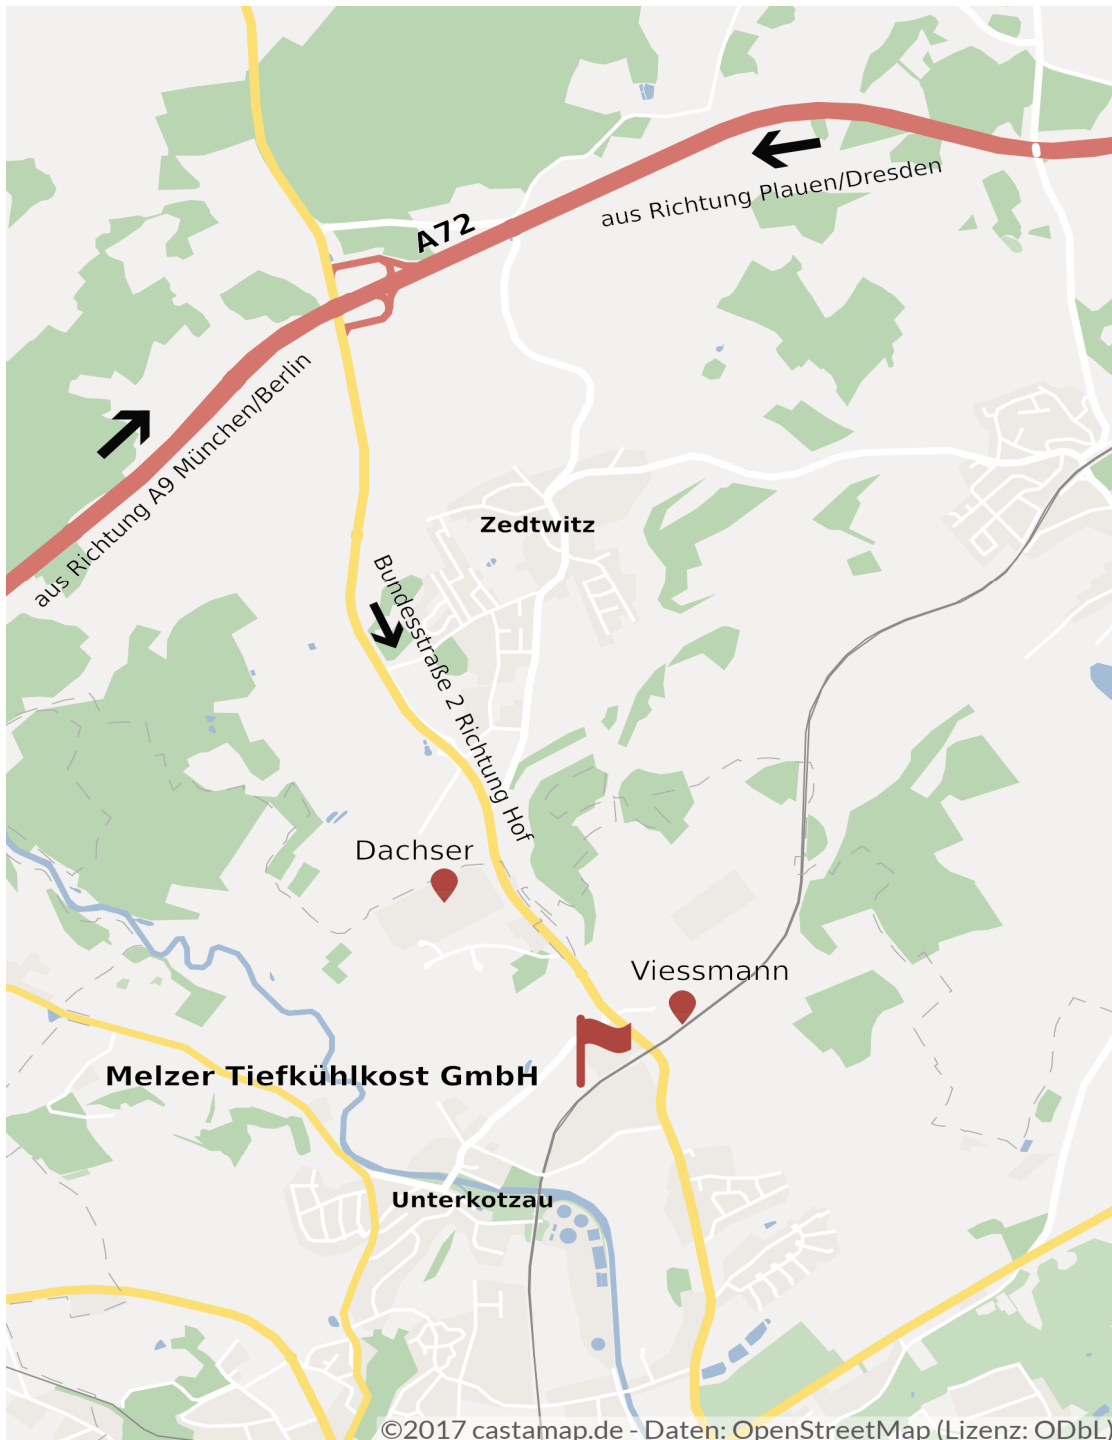 aus Richtung Plauen/Dresden
A72
aus Richtung A9 München/Berlin
Zedtwitz
Bundesstraße 2 Richtung Hof
Dachser
Viessmann
Melzer Tiefkühlkost GmbH
Unterkotzau
©2017 castamap.de - Daten: OpenStreetMap (Lizenz: ODbL)